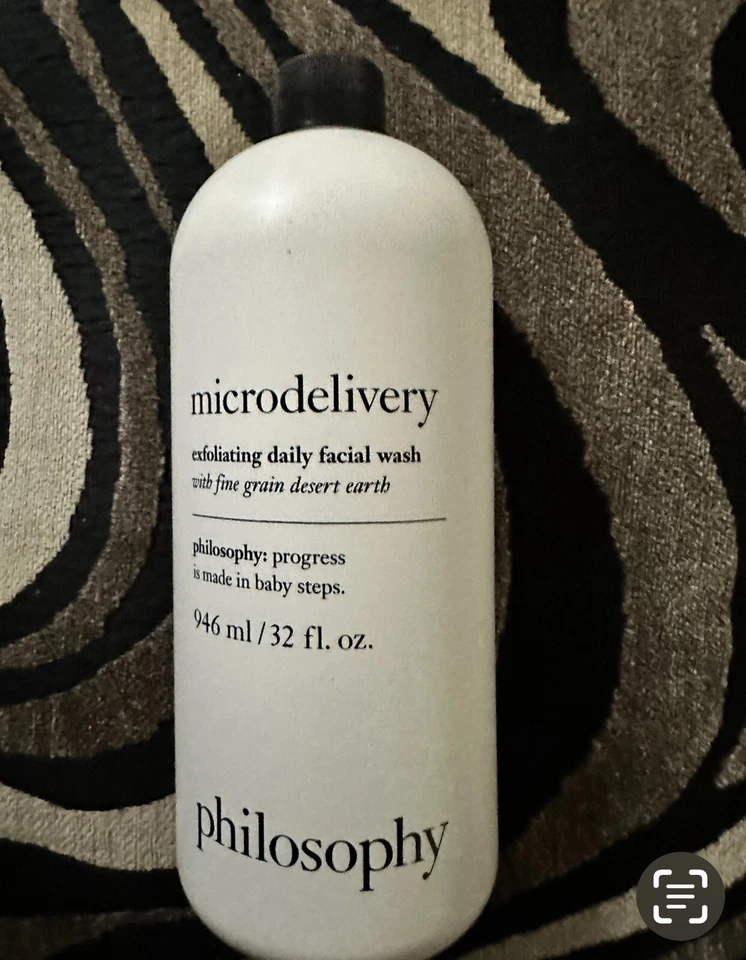 microdelivery
exfoliating daily facial wash
with fine grain desert earth
philosophy: progress
is made in baby steps.
946 ml / 32 fl. oz.
philosophy